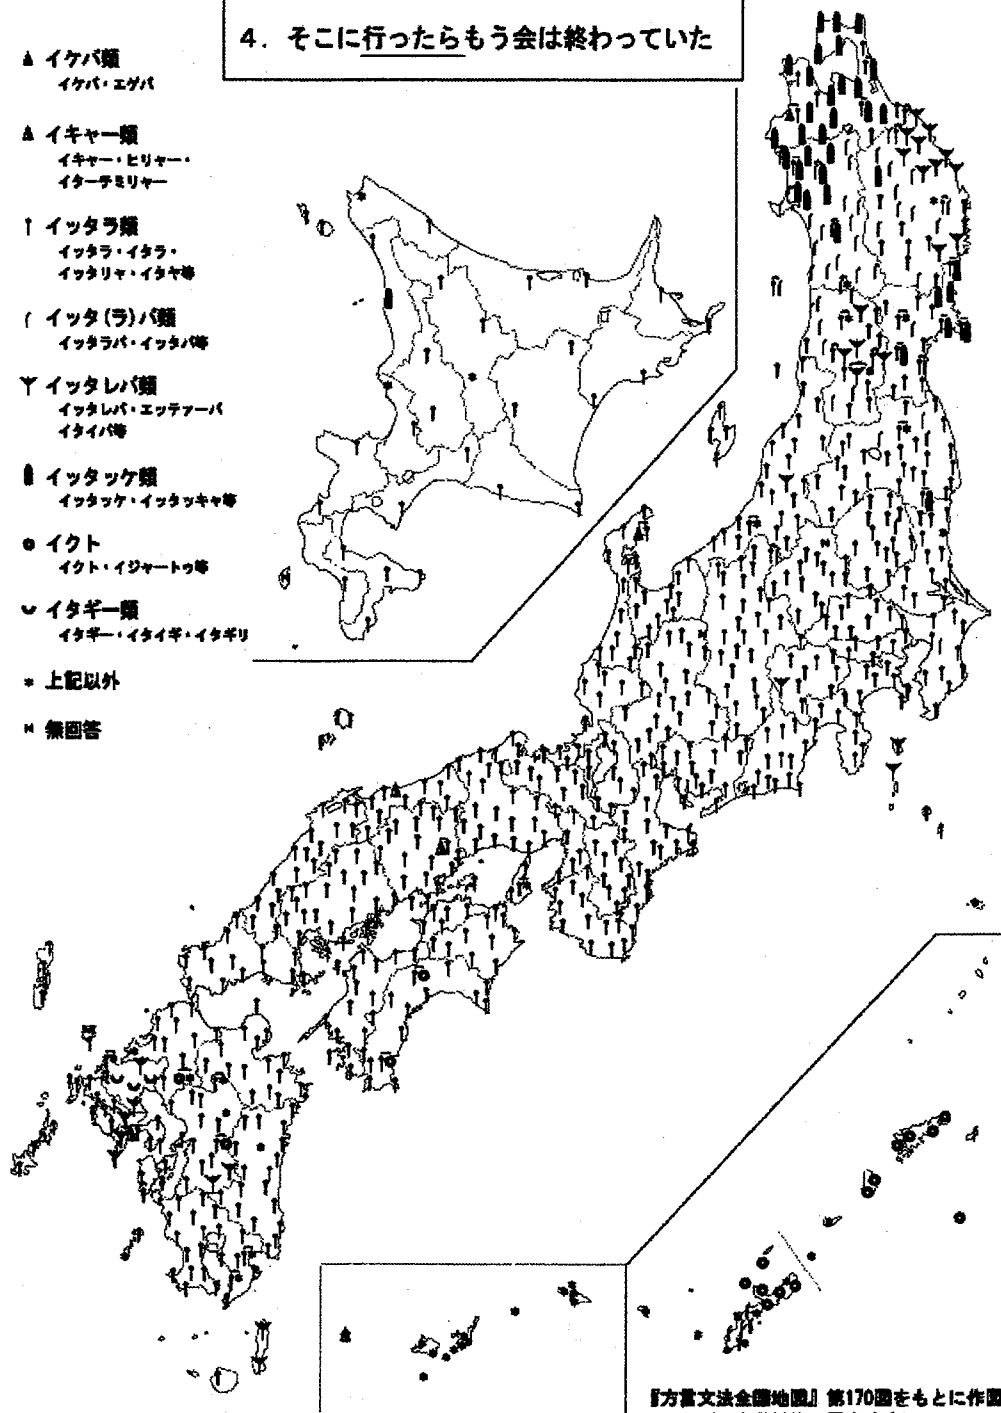 4．そこに行ったらもう会は終わっていた
イケバ類
イケバ・エゲバ
イキャー類
イキャー・ヒリャー・
イターテミリャー
イッタラ類
イッタラ・イタラ・
イッタリャ・イタヤ等
イッタ(ラ)バ類
イッタラバ・イッタバ等
イッタレバ類
イッタレバ・エッテァーバ
イタイバ等
イッタッケ類
イッタッケ・イッタッキャ等
イクト
イクト・イジャートゥ等
イタギー類
イタギー・イタイギ・イタギリ
* 上記以外
N 無回答
『方言文法全国地図』第170図をもとに作図